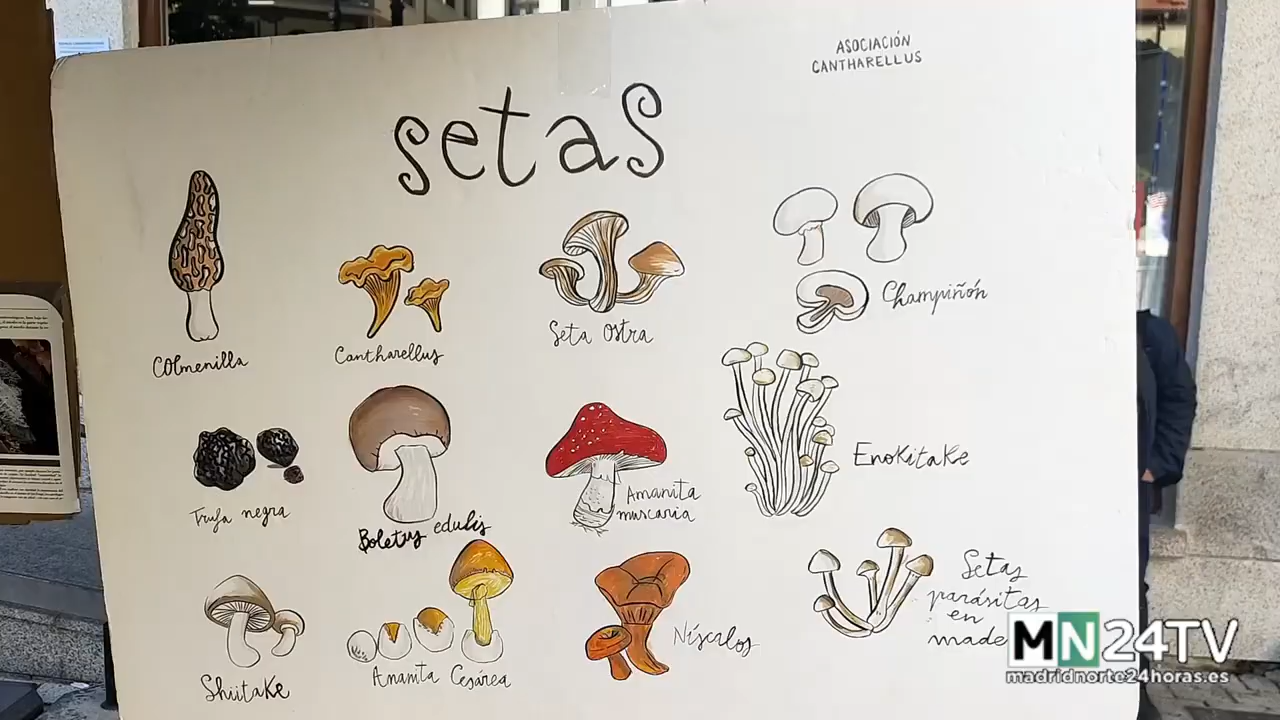 ASOCIACIÓN
CANTHARELLUS
setas
Colmenilla
Cantharellus
Seta Ostra
Champiñón
Trufa negra
Boletus edulis
Amanita
muscaria
Enokitake
Shiitake
Amanita Cesárea
Níscalos
Setas
parásitas
en
made
MN24TV
madridnorte24horas.es